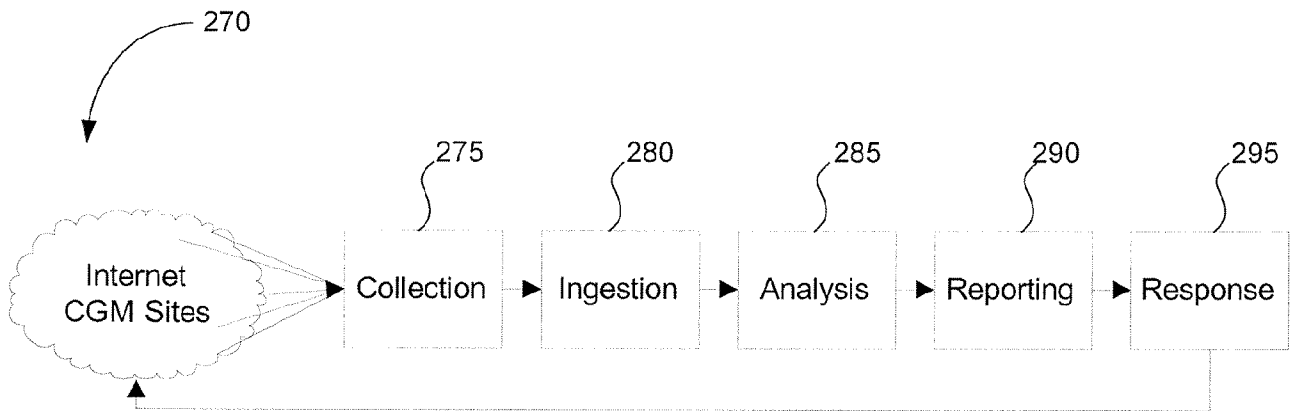 270
275
280
285
290
295
Internet
CGM Sites
Collection
Ingestion
Analysis
Reporting
Response